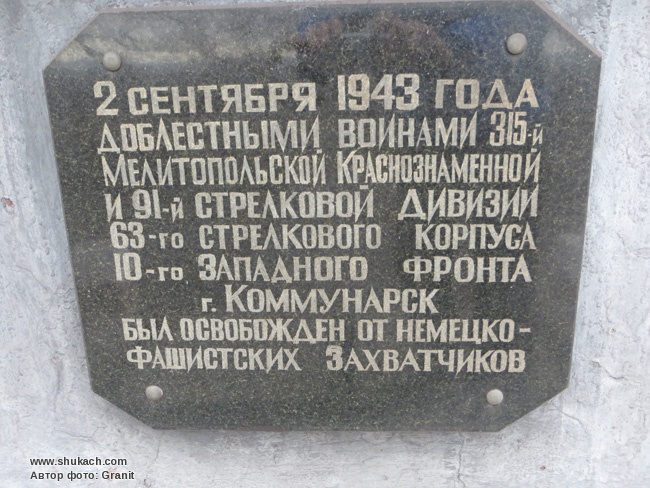 2 СЕНТЯБРЯ 1943 ГОДА
ДОБЛЕСТНЫМИ ВОИНАМИ 315-й
МЕЛИТОПОЛЬСКОЙ КРАСНОЗНАМЕННОЙ
И 91-й СТРЕЛКОВОЙ ДИВИЗИЙ
63-го СТРЕЛКОВОГО КОРПУСА
10-го ЗАПАДНОГО ФРОНТА
г. КОММУНАРСК
БЫЛ ОСВОБОЖДЕН ОТ НЕМЕЦКО-
ФАШИСТСКИХ ЗАХВАТЧИКОВ
www.shukach.com
Автор фото: Granit